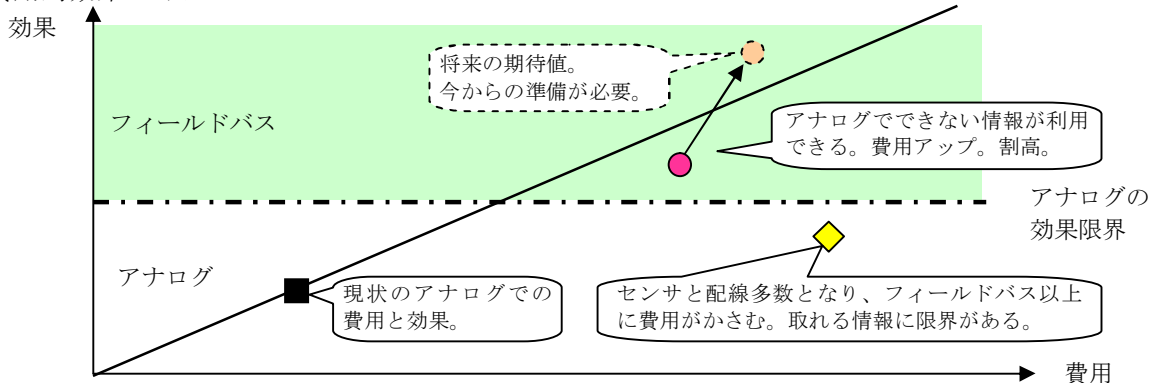 効果
将来の期待値。
今からの準備が必要。
フィールドバス
アナログでできない情報が利用
できる。費用アップ。割高。
アナログの
効果限界
アナログ
現状のアナログでの
費用と効果。
センサと配線多数となり、フィールドバス以上
に費用がかさむ。取れる情報に限界がある。
費用